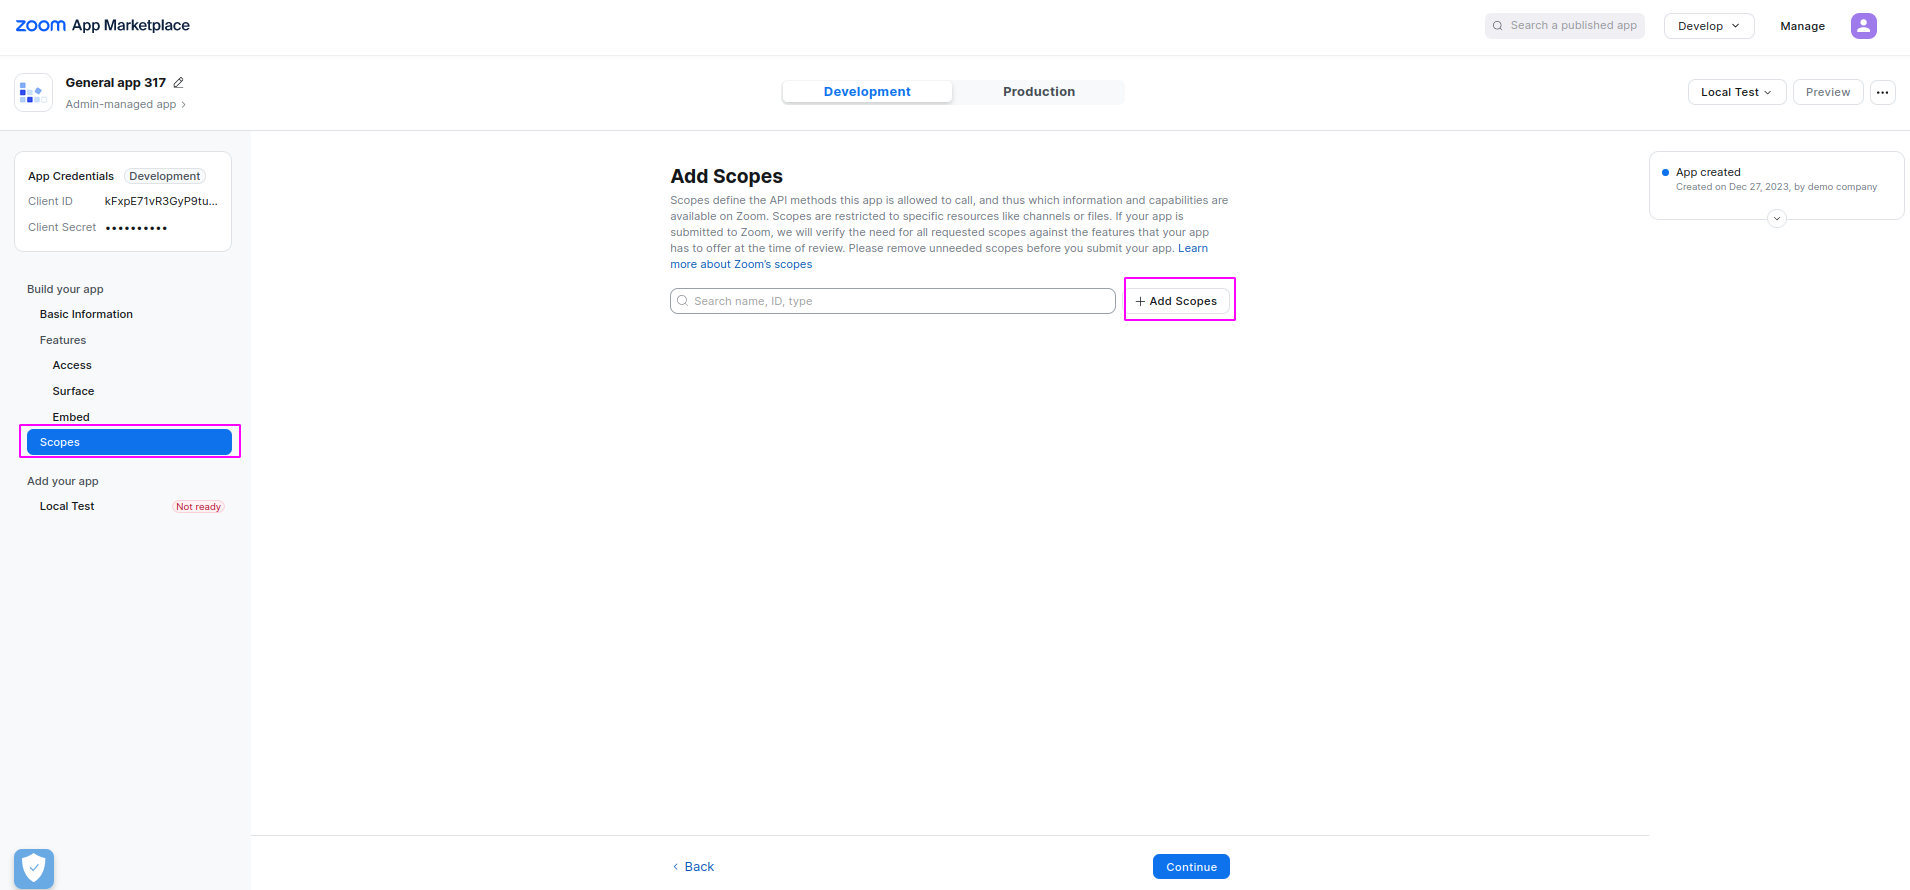 zoom App Marketplace
Search a published app
Develop
Manage
General app 317
Admin-managed app
Development
Production
Local Test
Preview
App Credentials Development
Client ID kFxpE71vR3GyP9tu...
Client Secret ••••••••••
Build your app
Basic Information
Features
Access
Surface
Embed
Scopes
Add your app
Local Test Not ready
Add Scopes
Scopes define the API methods this app is allowed to call, and thus which information and capabilities are
available on Zoom. Scopes are restricted to specific resources like channels or files. If your app is
submitted to Zoom, we will verify the need for all requested scopes against the features that your app
has to offer at the time of review. Please remove unneeded scopes before you submit your app. Learn
more about Zoom's scopes
Search name, ID, type
+ Add Scopes
App created
Created on Dec 27, 2023, by demo company
Back
Continue